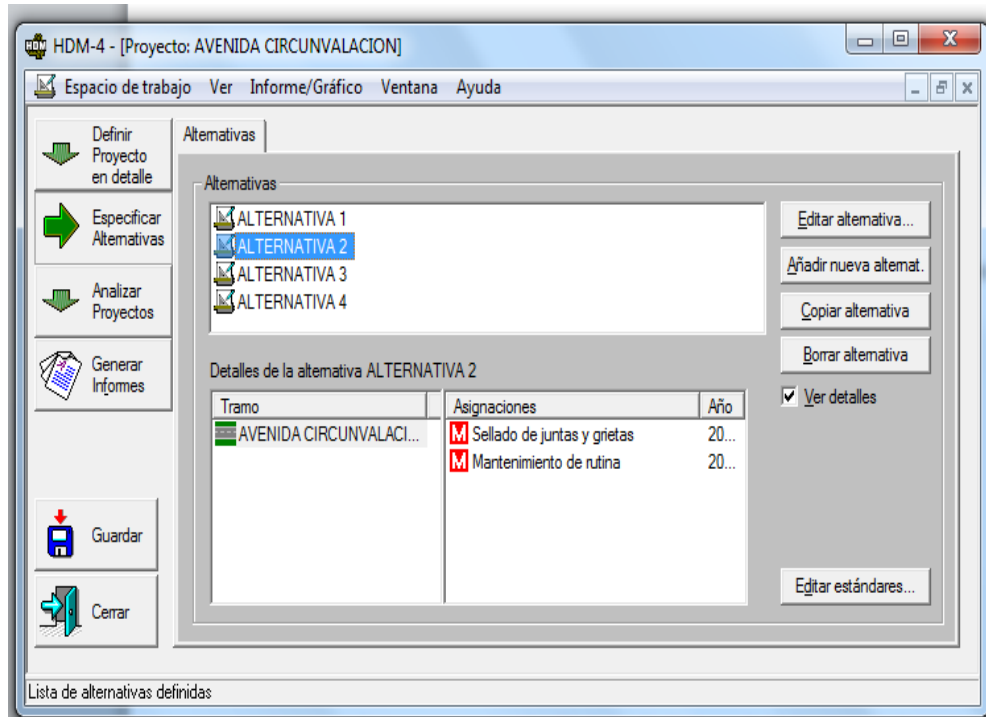 HDM-4 - [Proyecto: AVENIDA CIRCUNVALACION]
Espacio de trabajo Ver Informe/Gráfico Ventana Ayuda
Definir
Proyecto
en detalle
Especificar
Alternativas
Analizar
Proyectos
Generar
Informes
Guardar
Cerrar
Alternativas
Alternativas
ALTERNATIVA 1
ALTERNATIVA 2
ALTERNATIVA 3
ALTERNATIVA 4
Editar alternativa...
Añadir nueva alternat.
Copiar alternativa
Borrar alternativa
Ver detalles
Detalles de la alternativa ALTERNATIVA 2
Tramo Asignaciones Año
AVENIDA CIRCUNVALACI... M Sellado de juntas y grietas 20...
M Mantenimiento de rutina 20...
Editar estándares...
Lista de alternativas definidas